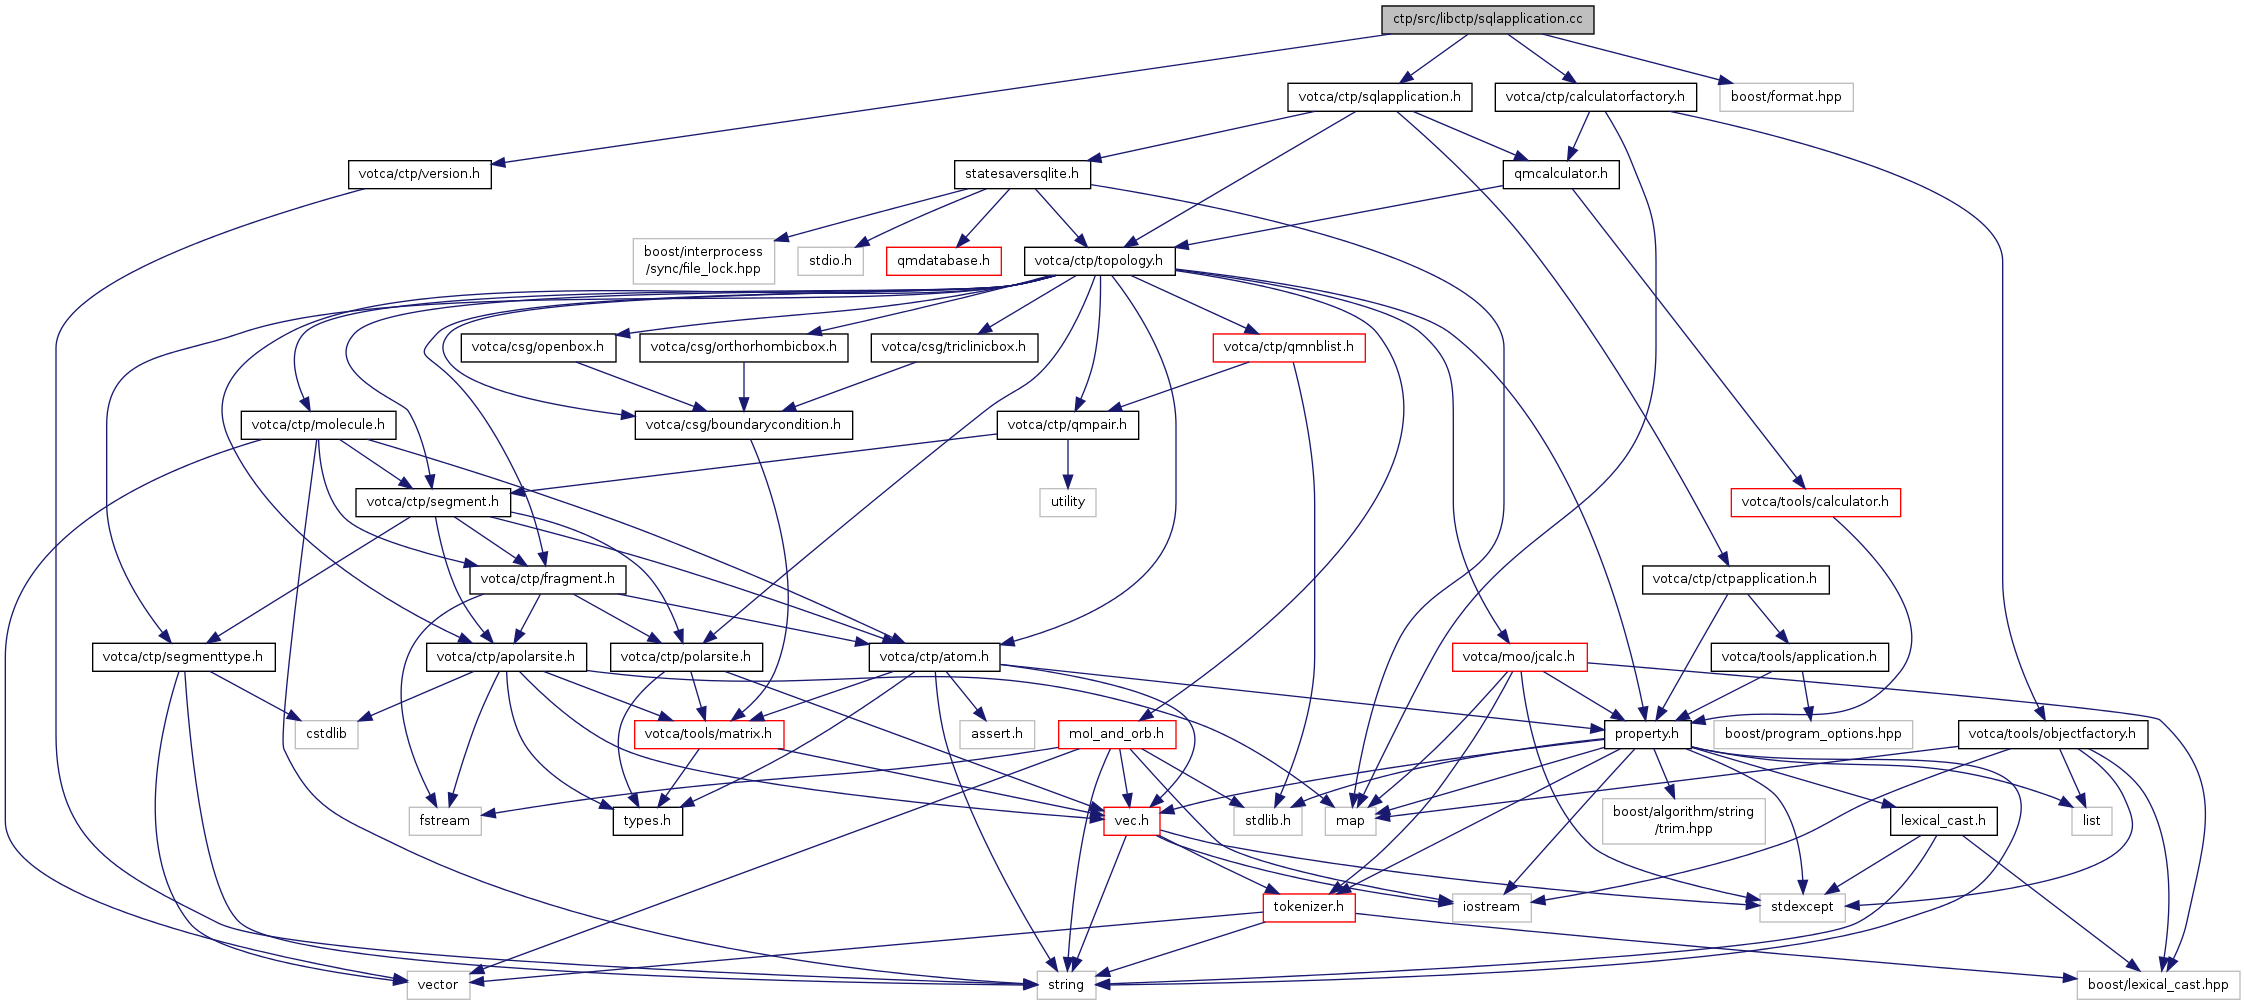 ctp/src/libctp/sqlapplication.cc
votca/ctp/sqlapplication.h
votca/ctp/calculatorfactory.h
boost/format.hpp
votca/ctp/version.h
statesaversqlite.h
qmcalculator.h
boost/interprocess
/sync/file_lock.hpp
stdio.h
qmdatabase.h
votca/ctp/topology.h
votca/csg/openbox.h
votca/csg/orthorhombicbox.h
votca/csg/triclinicbox.h
votca/ctp/qmnblist.h
votca/ctp/molecule.h
votca/csg/boundarycondition.h
votca/ctp/qmpair.h
votca/ctp/segment.h
utility
votca/tools/calculator.h
votca/ctp/fragment.h
votca/ctp/ctpapplication.h
votca/ctp/segmenttype.h
votca/ctp/apolarsite.h
votca/ctp/polarsite.h
votca/ctp/atom.h
votca/moo/jcalc.h
votca/tools/application.h
cstdlib
votca/tools/matrix.h
assert.h
mol_and_orb.h
property.h
boost/program_options.hpp
votca/tools/objectfactory.h
fstream
types.h
vec.h
stdlib.h
map
boost/algorithm/string
/trim.hpp
lexical_cast.h
list
tokenizer.h
iostream
stdexcept
vector
string
boost/lexical_cast.hpp